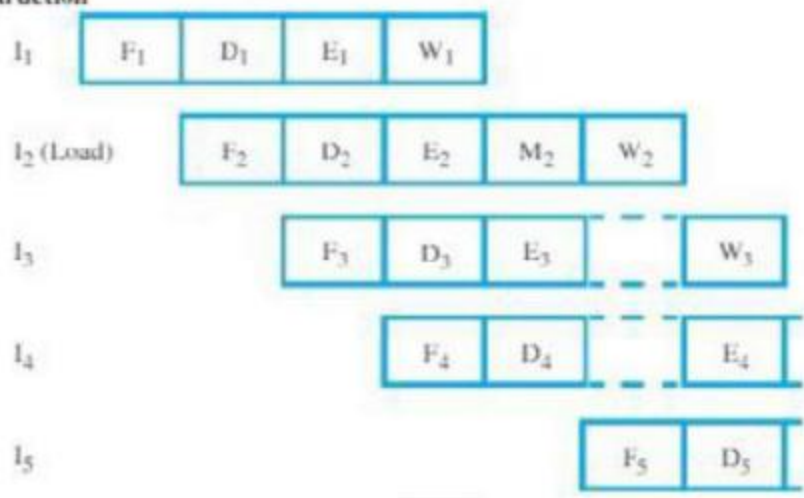 I₁ F₁ D₁ E₁ W₁
I₂ (Load) F₂ D₂ E₂ M₂ W₂
I₃ F₃ D₃ E₃ W₃
I₄ F₄ D₄ E₄
I₅ F₅ D₅